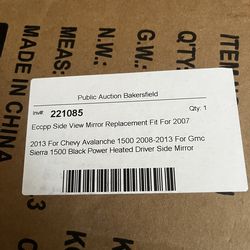 MADE IN CHINA
MEAS:
N.W.:
G.W.:
QTY:
Public Auction Bakersfield
Inv#: 221085
Qty: 1
Eccpp Side View Mirror Replacement Fit For 2007
2013 For Chevy Avalanche 1500 2008-2013 For Gmc
Sierra 1500 Black Power Heated Driver Side Mirror